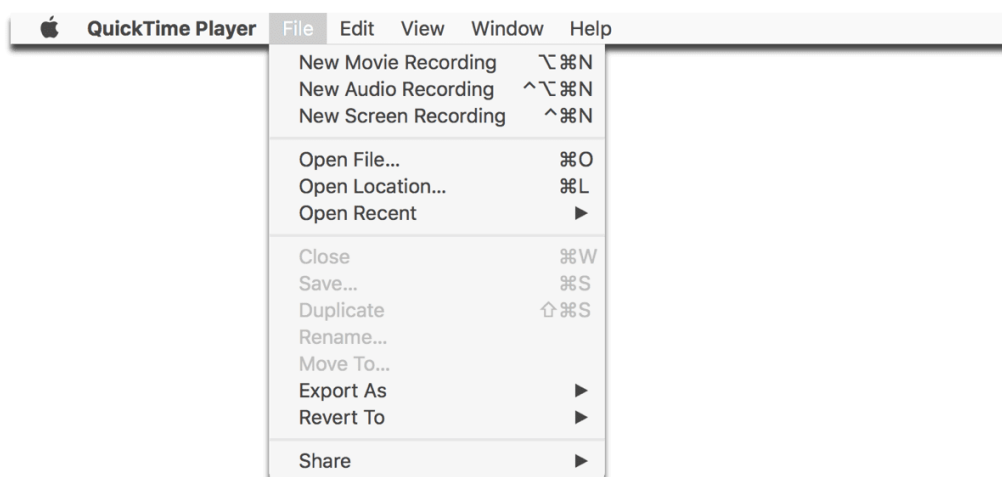 QuickTime Player File Edit View Window Help
New Movie Recording ⌥⌘N
New Audio Recording ^⌥⌘N
New Screen Recording ^⌘N
Open File... ⌘O
Open Location... ⌘L
Open Recent ▶
Close ⌘W
Save... ⌘S
Duplicate ⇧⌘S
Rename...
Move To...
Export As ▶
Revert To ▶
Share ▶